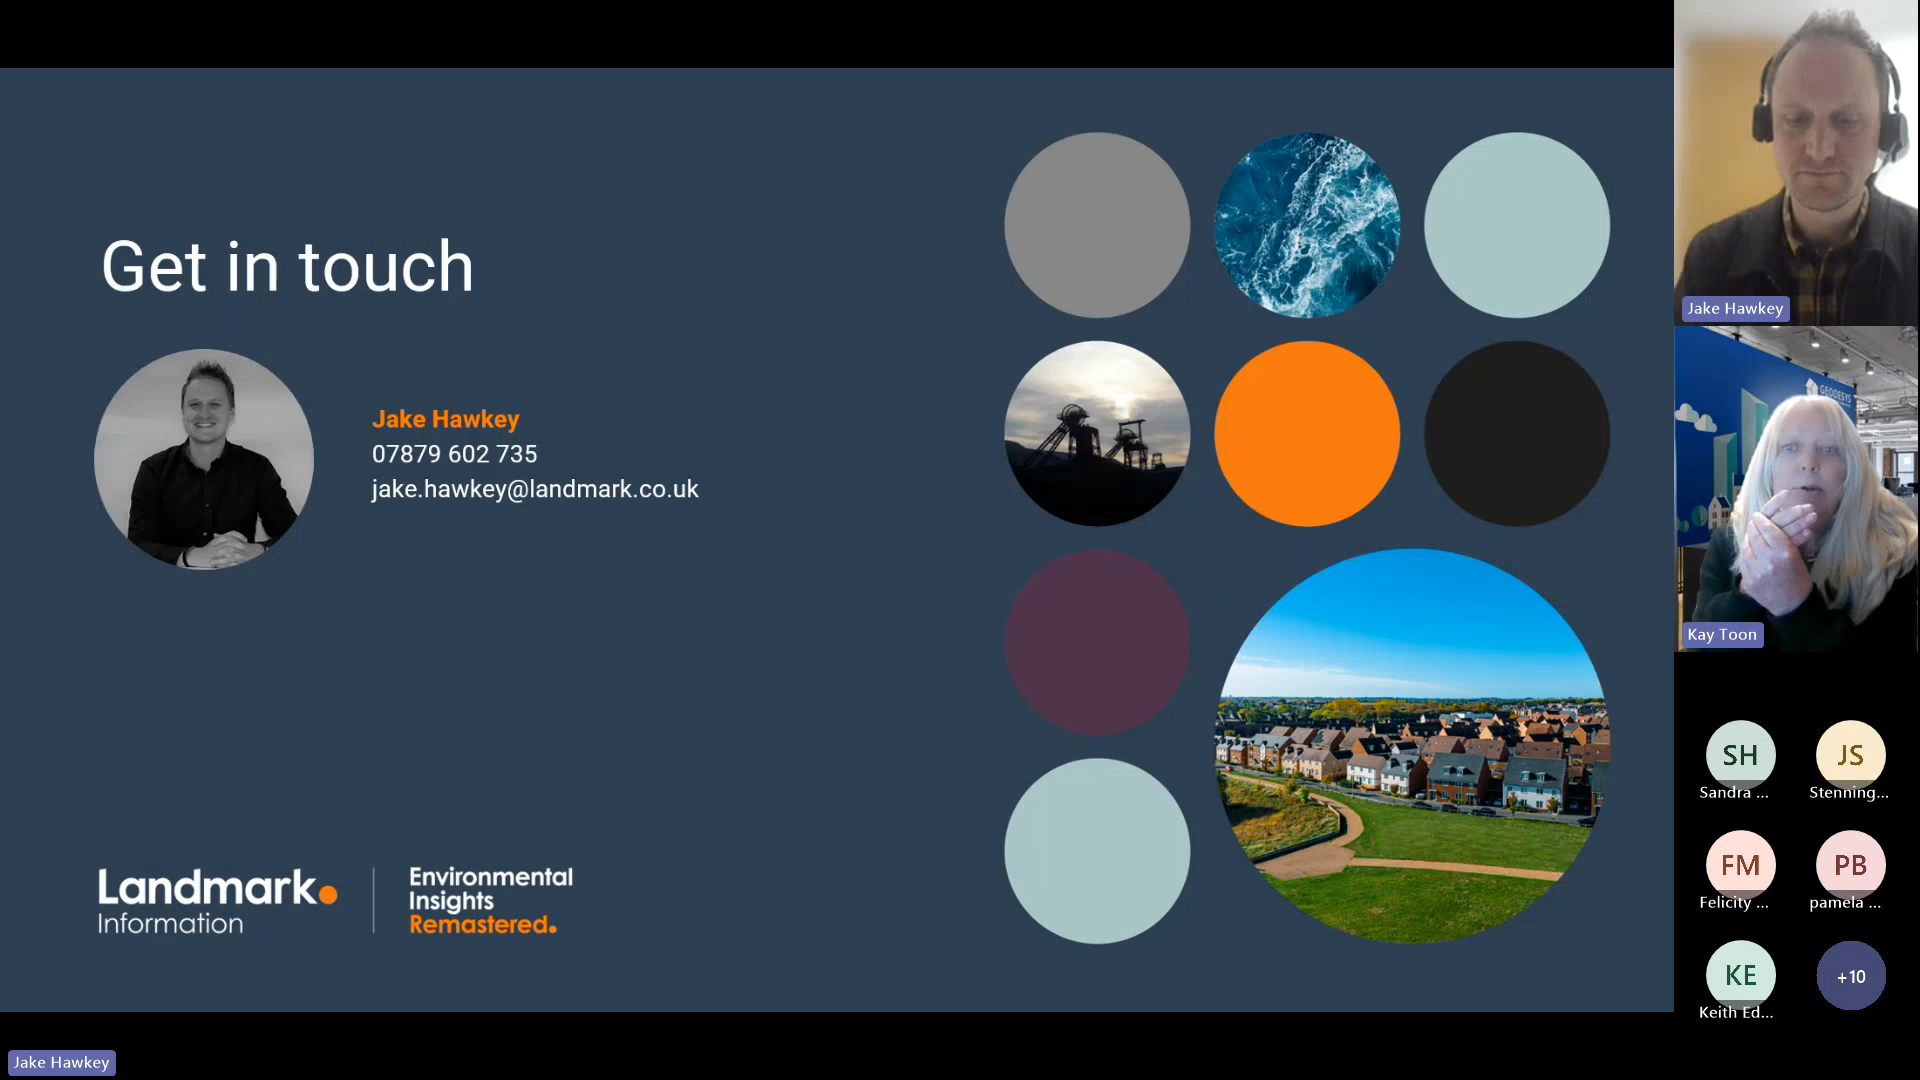 Get in touch
Jake Hawkey
07879 602 735
jake.hawkey@landmark.co.uk
Landmark.
Information
Environmental
Insights
Remastered.
Jake Hawkey
GEODESYS
Kay Toon
SH
Sandra ...
JS
Stenning...
FM
Felicity ...
PB
pamela ...
KE
Keith Ed...
+10
Jake Hawkey